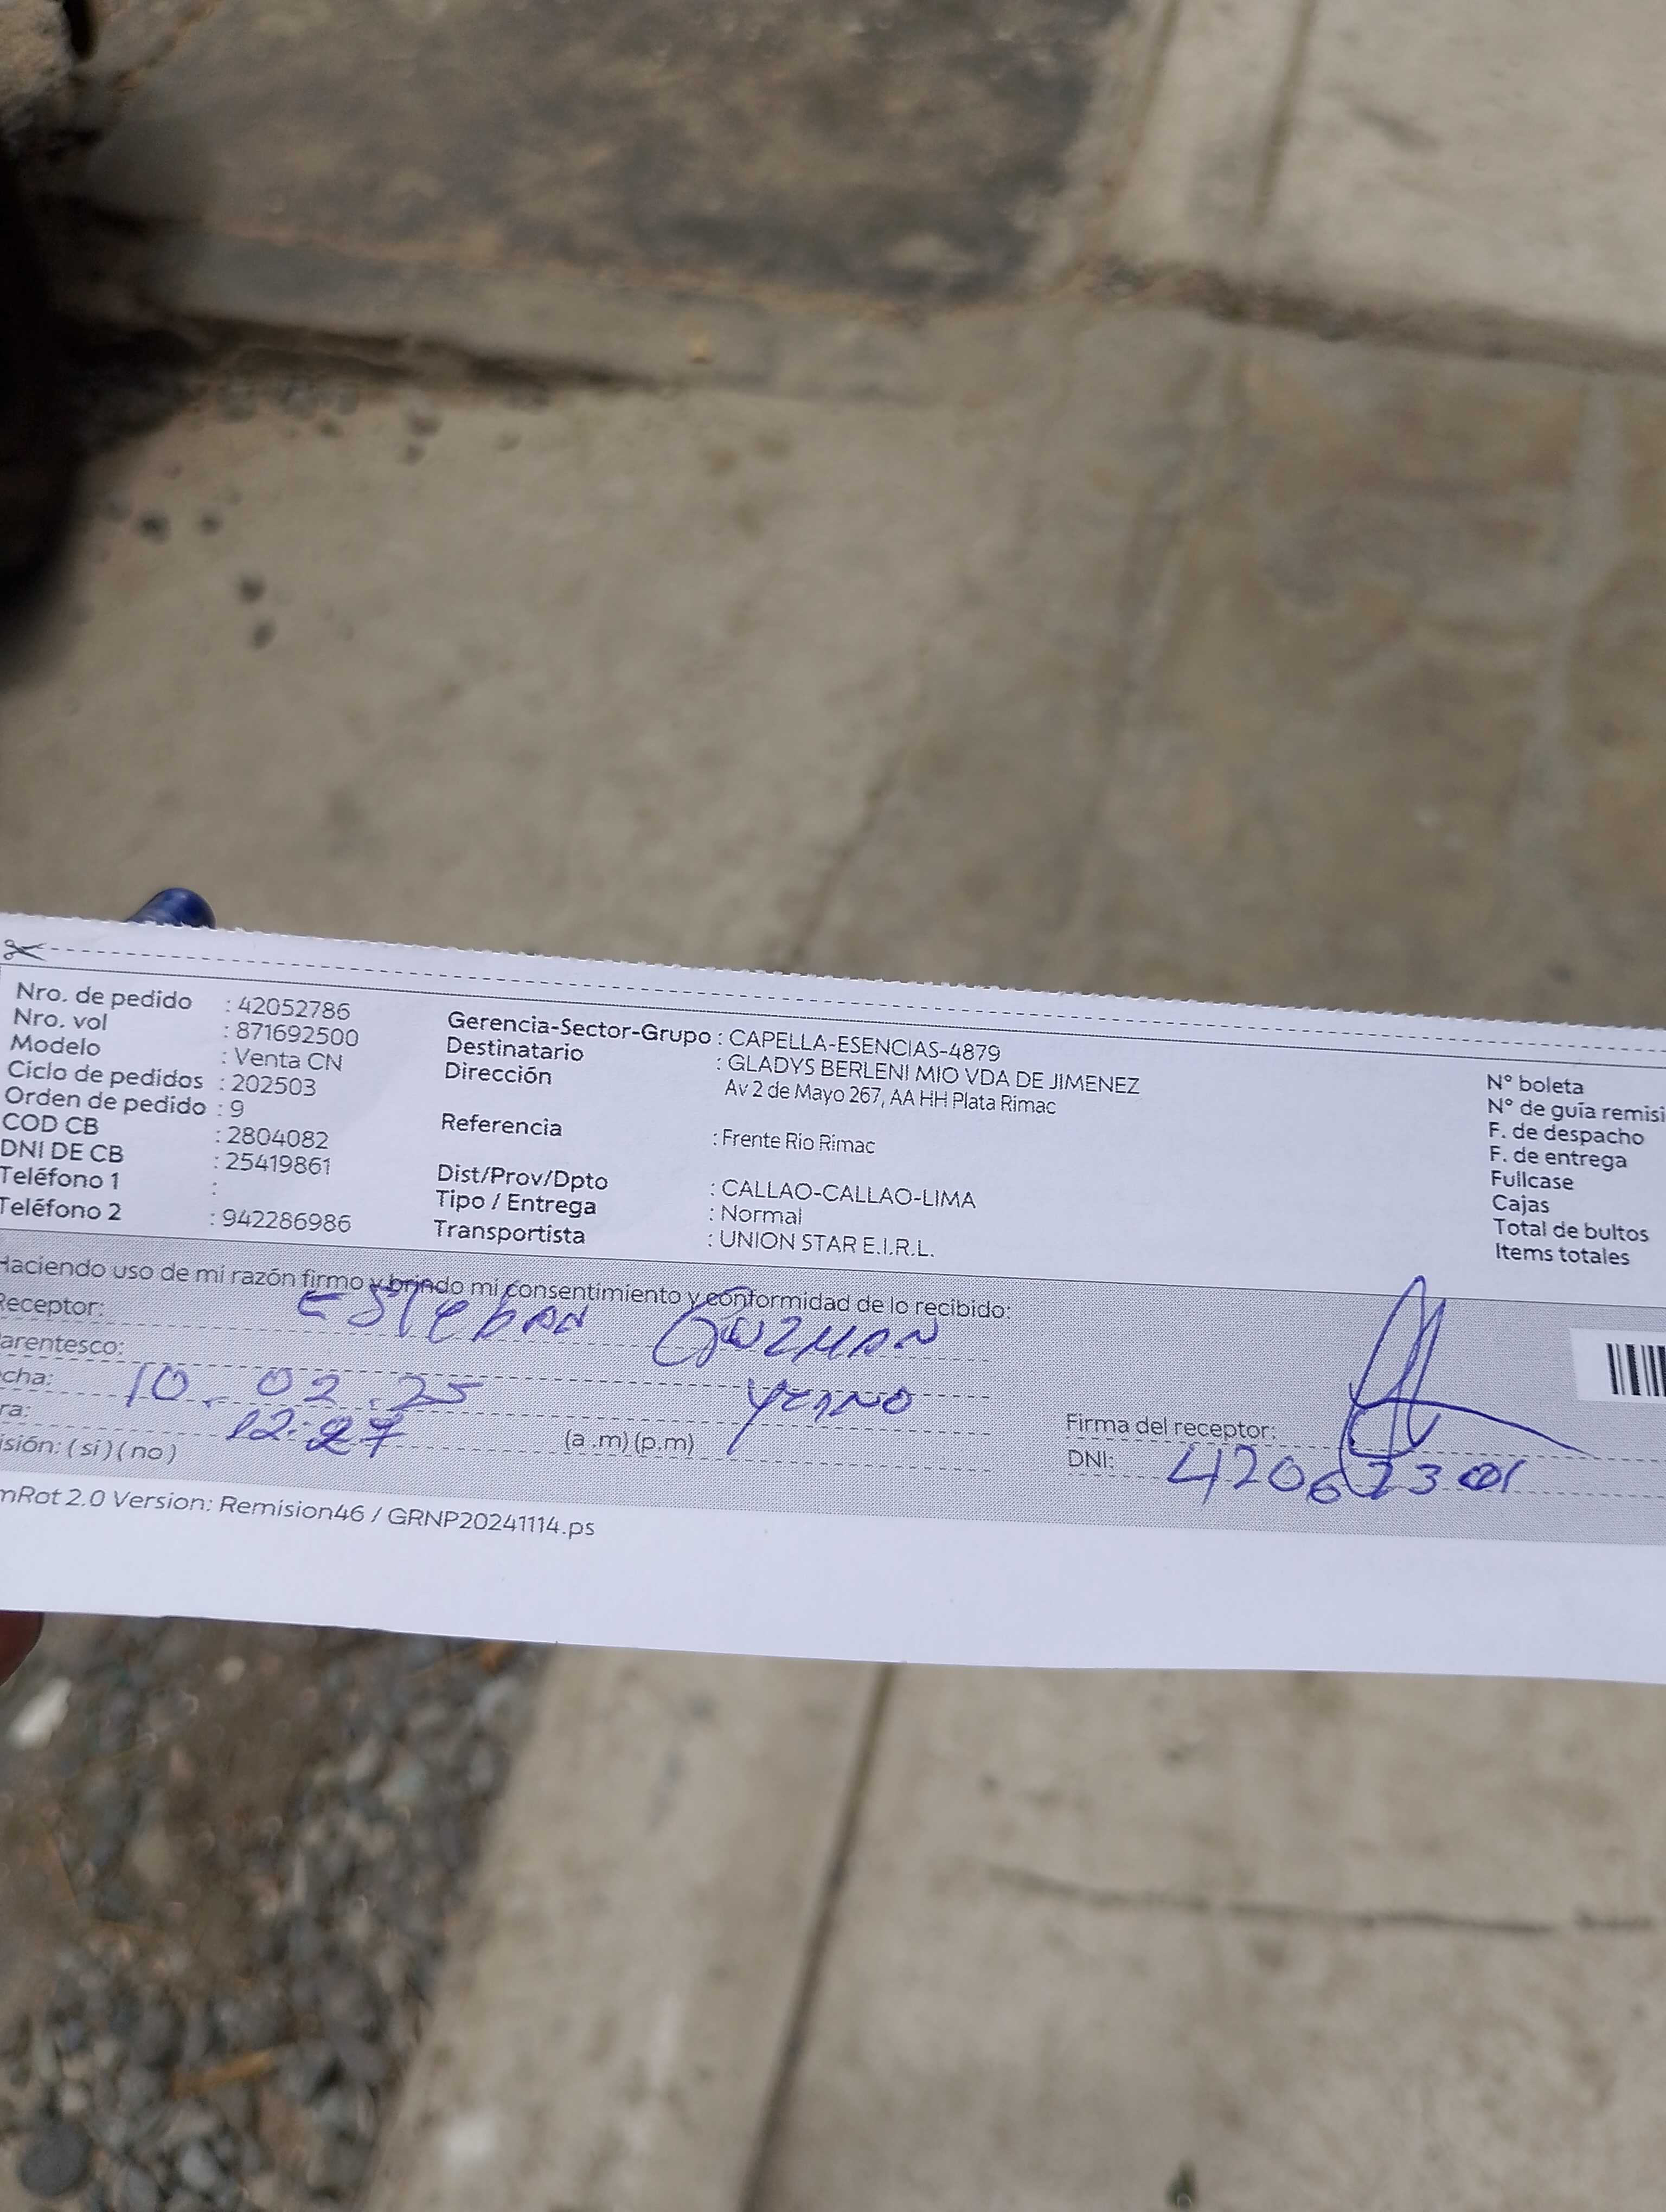 Nro. de pedido : 42052786
Nro. vol : 871692500
Modelo : Venta CN
Ciclo de pedidos : 202503
Orden de pedido : 9
COD CB : 2804082
DNI DE CB : 25419861
Teléfono 1 :
Teléfono 2 : 942286986
Gerencia-Sector-Grupo : CAPELLA-ESENCIAS-4879
Destinatario : GLADYS BERLENI MIO VDA DE JIMENEZ
Dirección Av 2 de Mayo 267, AA HH Plata Rimac
Referencia : Frente Rio Rimac
Dist/Prov/Dpto : CALLAO-CALLAO-LIMA
Tipo / Entrega : Normal
Transportista : UNION STAR E.I.R.L.
N° boleta
N° de guía remisi
F. de despacho
F. de entrega
Fullcase
Cajas
Total de bultos
Items totales
Haciendo uso de mi razón firmo y brindo mi consentimiento y conformidad de lo recibido:
Receptor: Esteban Guzman
arentesco: Yerno
cha: 10.02.25
ra: 12:27 (a .m) (p.m)
isión: ( si ) ( no )
Firma del receptor:
DNI:
mRot 2.0 Version: Remision46 / GRNP20241114.ps